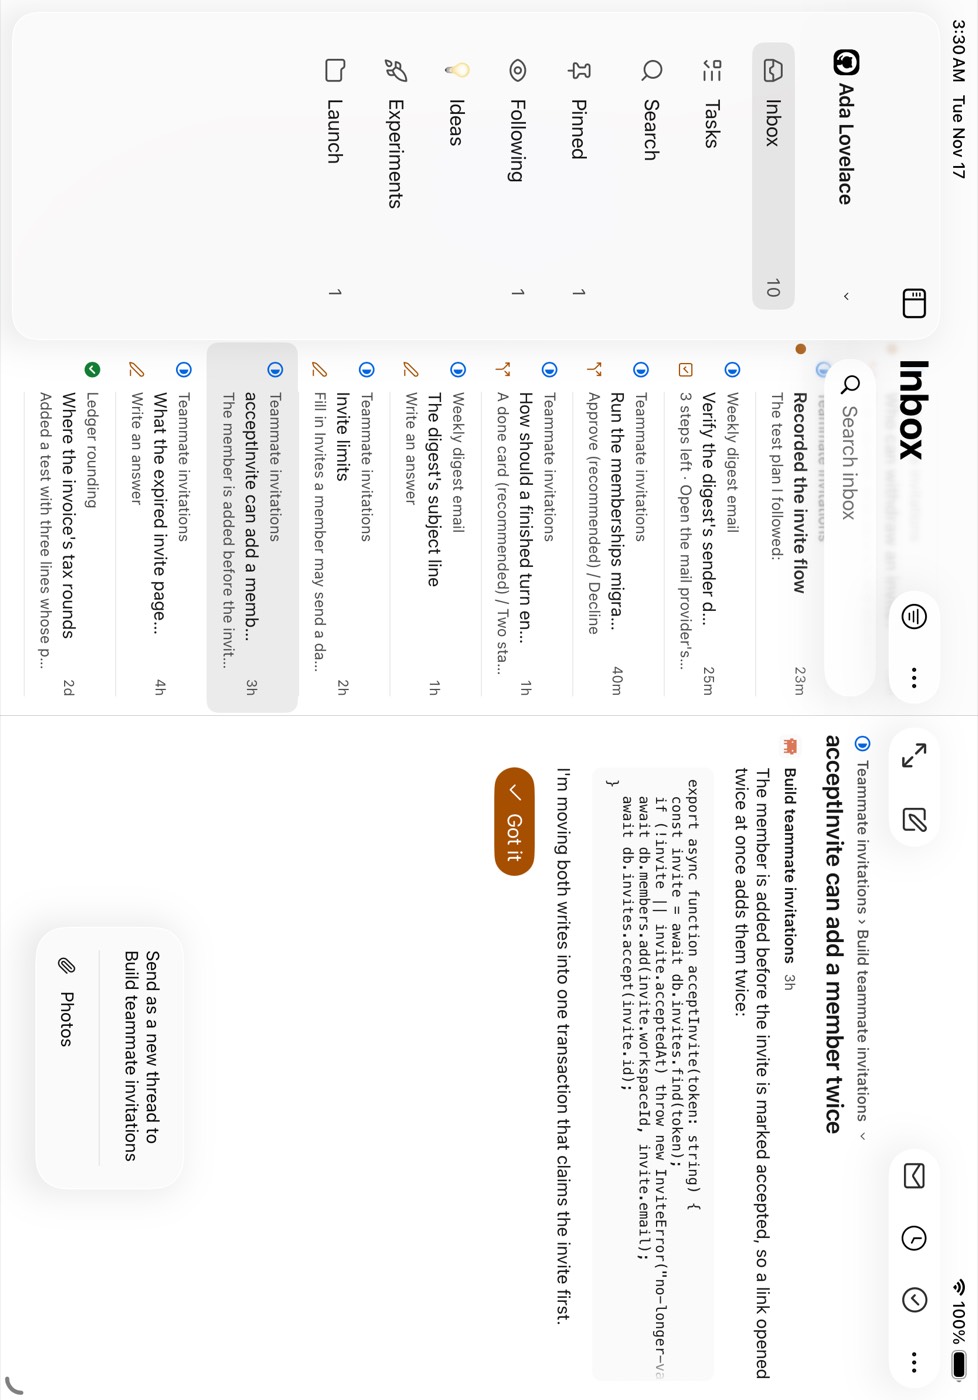 3:30 AM Tue Nov 17
100%
Ada Lovelace
Inbox 10
Tasks
Search
Pinned 1
Following 1
Ideas
Experiments
Launch 1
Inbox
Who can withdraw an invite
Search inbox
Teammate invitations
Recorded the invite flow 23m
The test plan I followed:
Weekly digest email
Verify the digest's sender d... 25m
3 steps left · Open the mail provider's...
Teammate invitations
Run the memberships migra... 40m
Approve (recommended) / Decline
Teammate invitations
How should a finished turn en... 1h
A done card (recommended) / Two sta...
Weekly digest email
The digest's subject line 1h
Write an answer
Teammate invitations
Invite limits 2h
Fill in Invites a member may send a da...
Teammate invitations
acceptInvite can add a memb... 3h
The member is added before the invit...
Teammate invitations
What the expired invite page... 4h
Write an answer
Ledger rounding
Where the invoice's tax rounds 2d
Added a test with three lines whose p...
Teammate invitations › Build teammate invitations
acceptInvite can add a member twice
Build teammate invitations 3h
The member is added before the invite is marked accepted, so a link opened
twice at once adds them twice:
export async function acceptInvite(token: string) {
const invite = await db.invites.find(token);
if (!invite || invite.acceptedAt) throw new InviteError("no-longer-va
await db.members.add(invite.workspaceId, invite.email);
await db.invites.accept(invite.id);
}
I'm moving both writes into one transaction that claims the invite first.
Got it
Send as a new thread to
Build teammate invitations
Photos